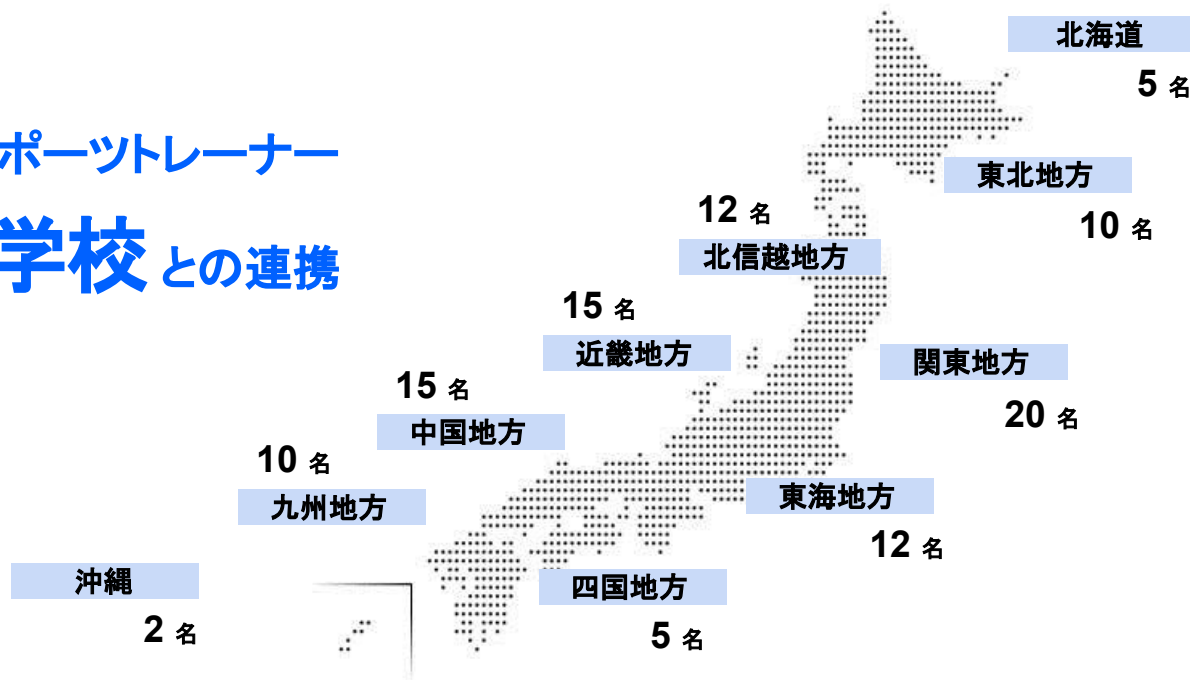 ポーツトレーナー
学校 との連携
北海道
5 名
東北地方
10 名
12 名
北信越地方
15 名
近畿地方
関東地方
20 名
15 名
中国地方
10 名
九州地方
東海地方
12 名
沖縄
2 名
四国地方
5 名